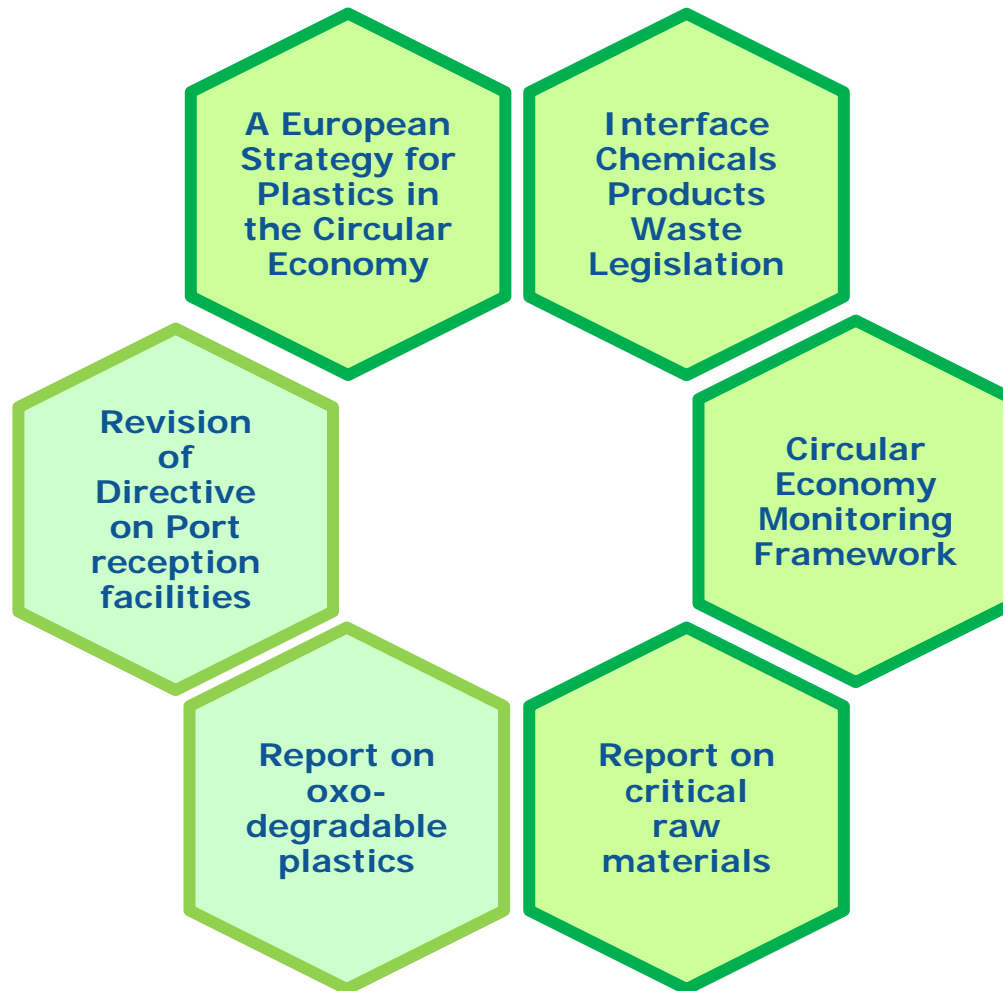 A European
Strategy for
Plastics in
the Circular
Economy
Interface
Chemicals
Products
Waste
Legislation
Revision
of
Directive
on Port
reception
facilities
Circular
Economy
Monitoring
Framework
Report on
oxo-
degradable
plastics
Report on
critical
raw
materials